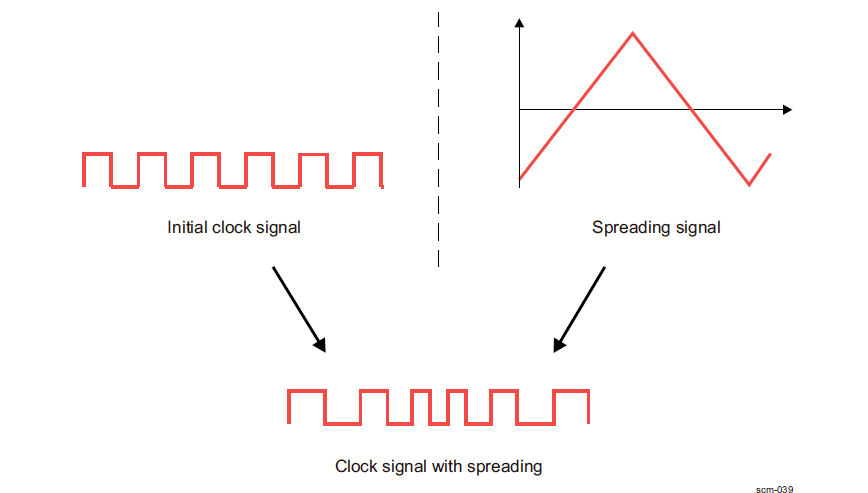 Initial clock signal
Spreading signal
Clock signal with spreading
scm-039